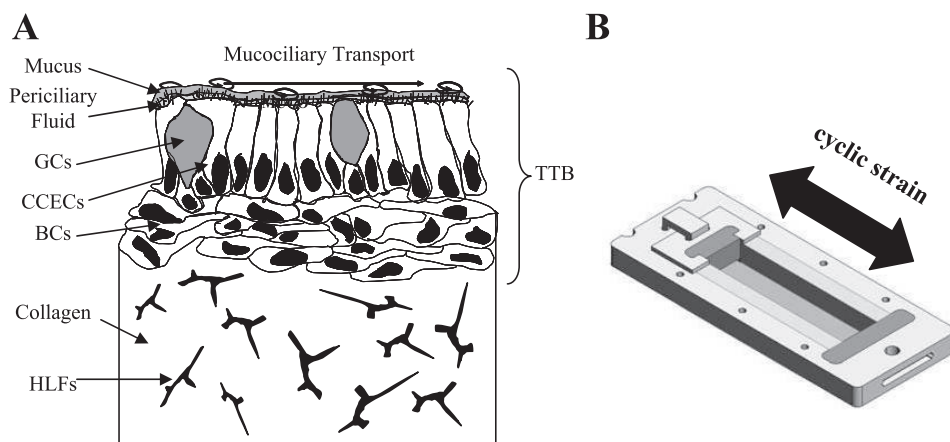 A
Mucociliary Transport
Mucus
Periciliary
Fluid
GCs
CCECs
BCs
TTB
Collagen
HLFs
B
cyclic strain